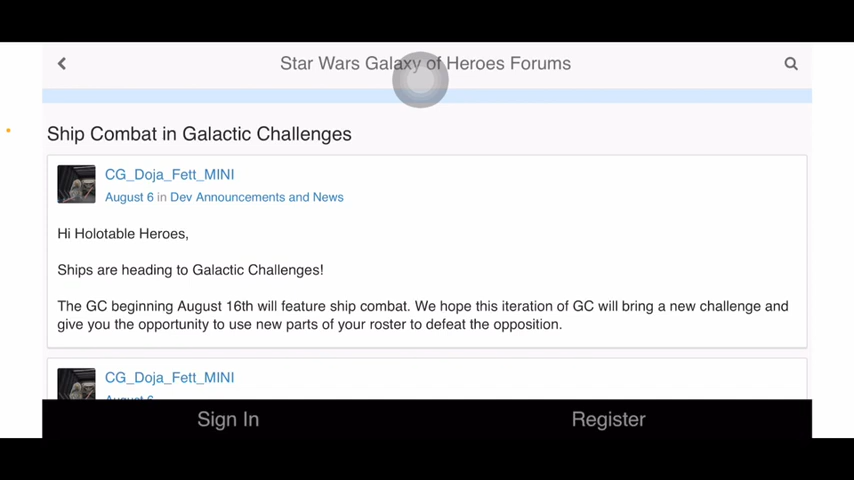 Star Wars Galaxy of Heroes Forums
Ship Combat in Galactic Challenges
CG_Doja_Fett_MINI
August 6 in Dev Announcements and News
Hi Holotable Heroes,
Ships are heading to Galactic Challenges!
The GC beginning August 16th will feature ship combat. We hope this iteration of GC will bring a new challenge and
give you the opportunity to use new parts of your roster to defeat the opposition.
CG_Doja_Fett_MINI
August 6
Sign In
Register